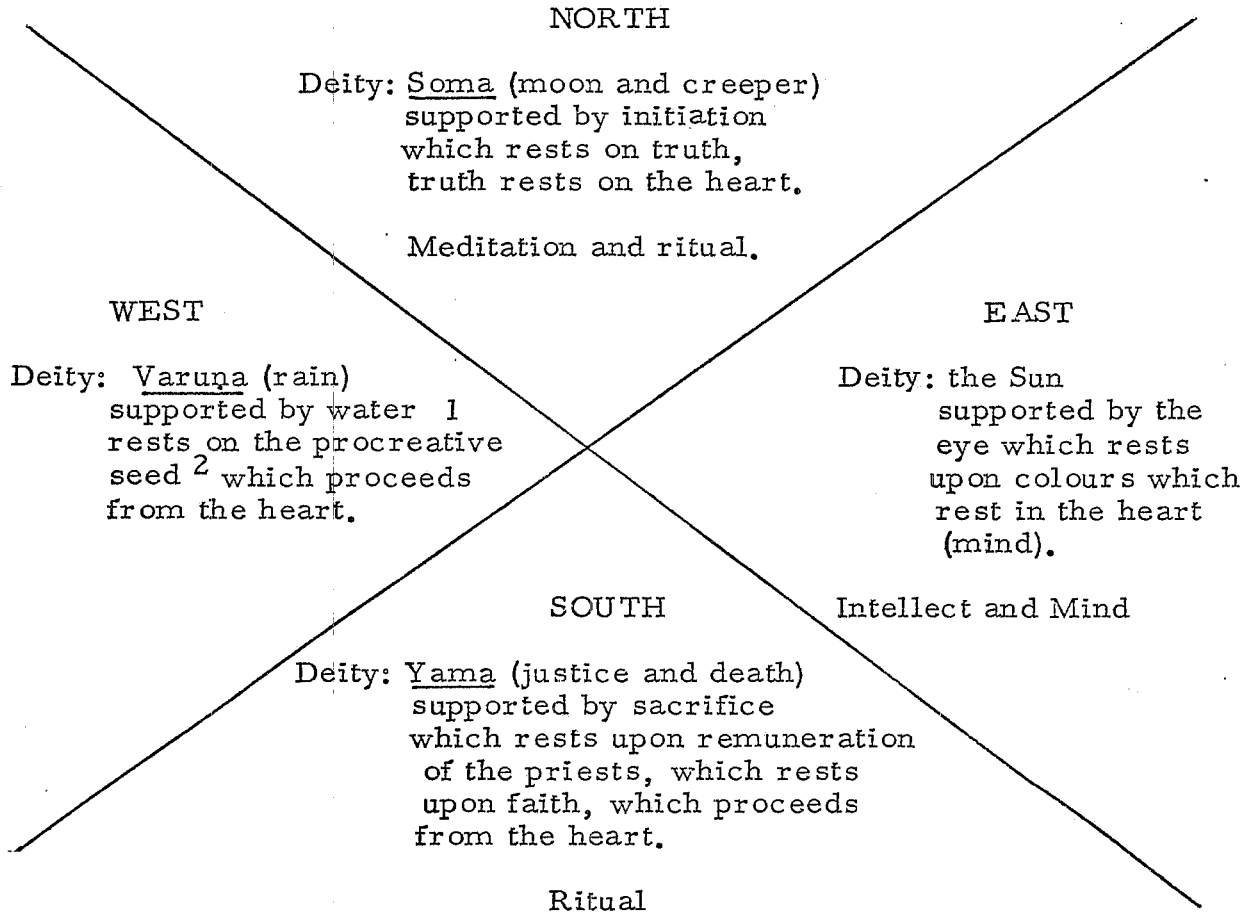 NORTH
Deity: Soma (moon and creeper)
supported by initiation
which rests on truth,
truth rests on the heart.
Meditation and ritual.
WEST
Deity: Varuṇa (rain)
supported by water 1
rests on the procreative
seed 2 which proceeds
from the heart.
EAST
Deity: the Sun
supported by the
eye which rests
upon colours which
rest in the heart
(mind).
Intellect and Mind
SOUTH
Deity: Yama (justice and death)
supported by sacrifice
which rests upon remuneration
of the priests, which rests
upon faith, which proceeds
from the heart.
Ritual